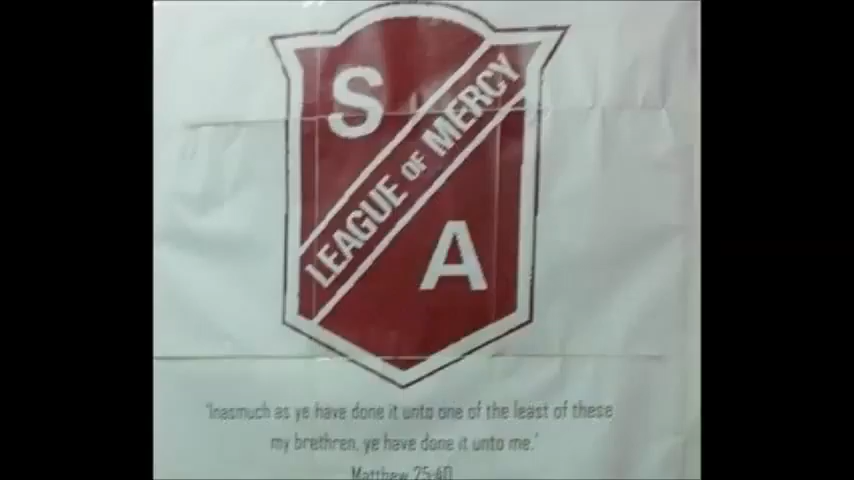 S
LEAGUE OF MERCY
A
'Inasmuch as ye have done it unto one of the least of these
my brethren, ye have done it unto me.'
Matthew 25:40